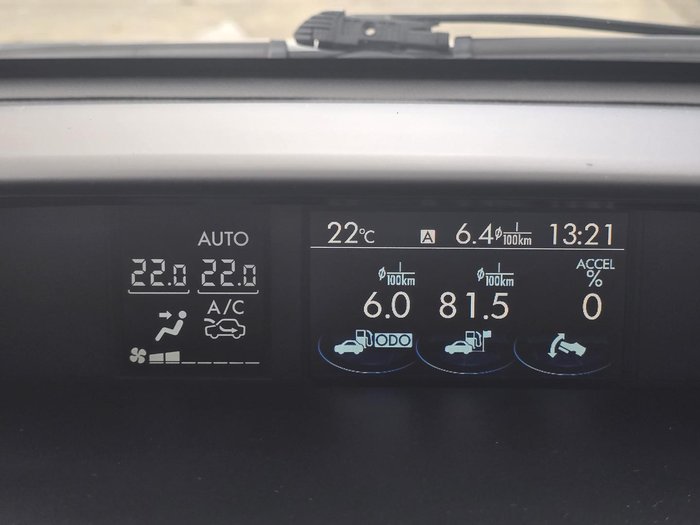 AUTO
22.0 22.0
A/C
22°C A 6.4 ø l/100km 13:21
ø l/100km ø l/100km ACCEL %
6.0 81.5 0
ODO